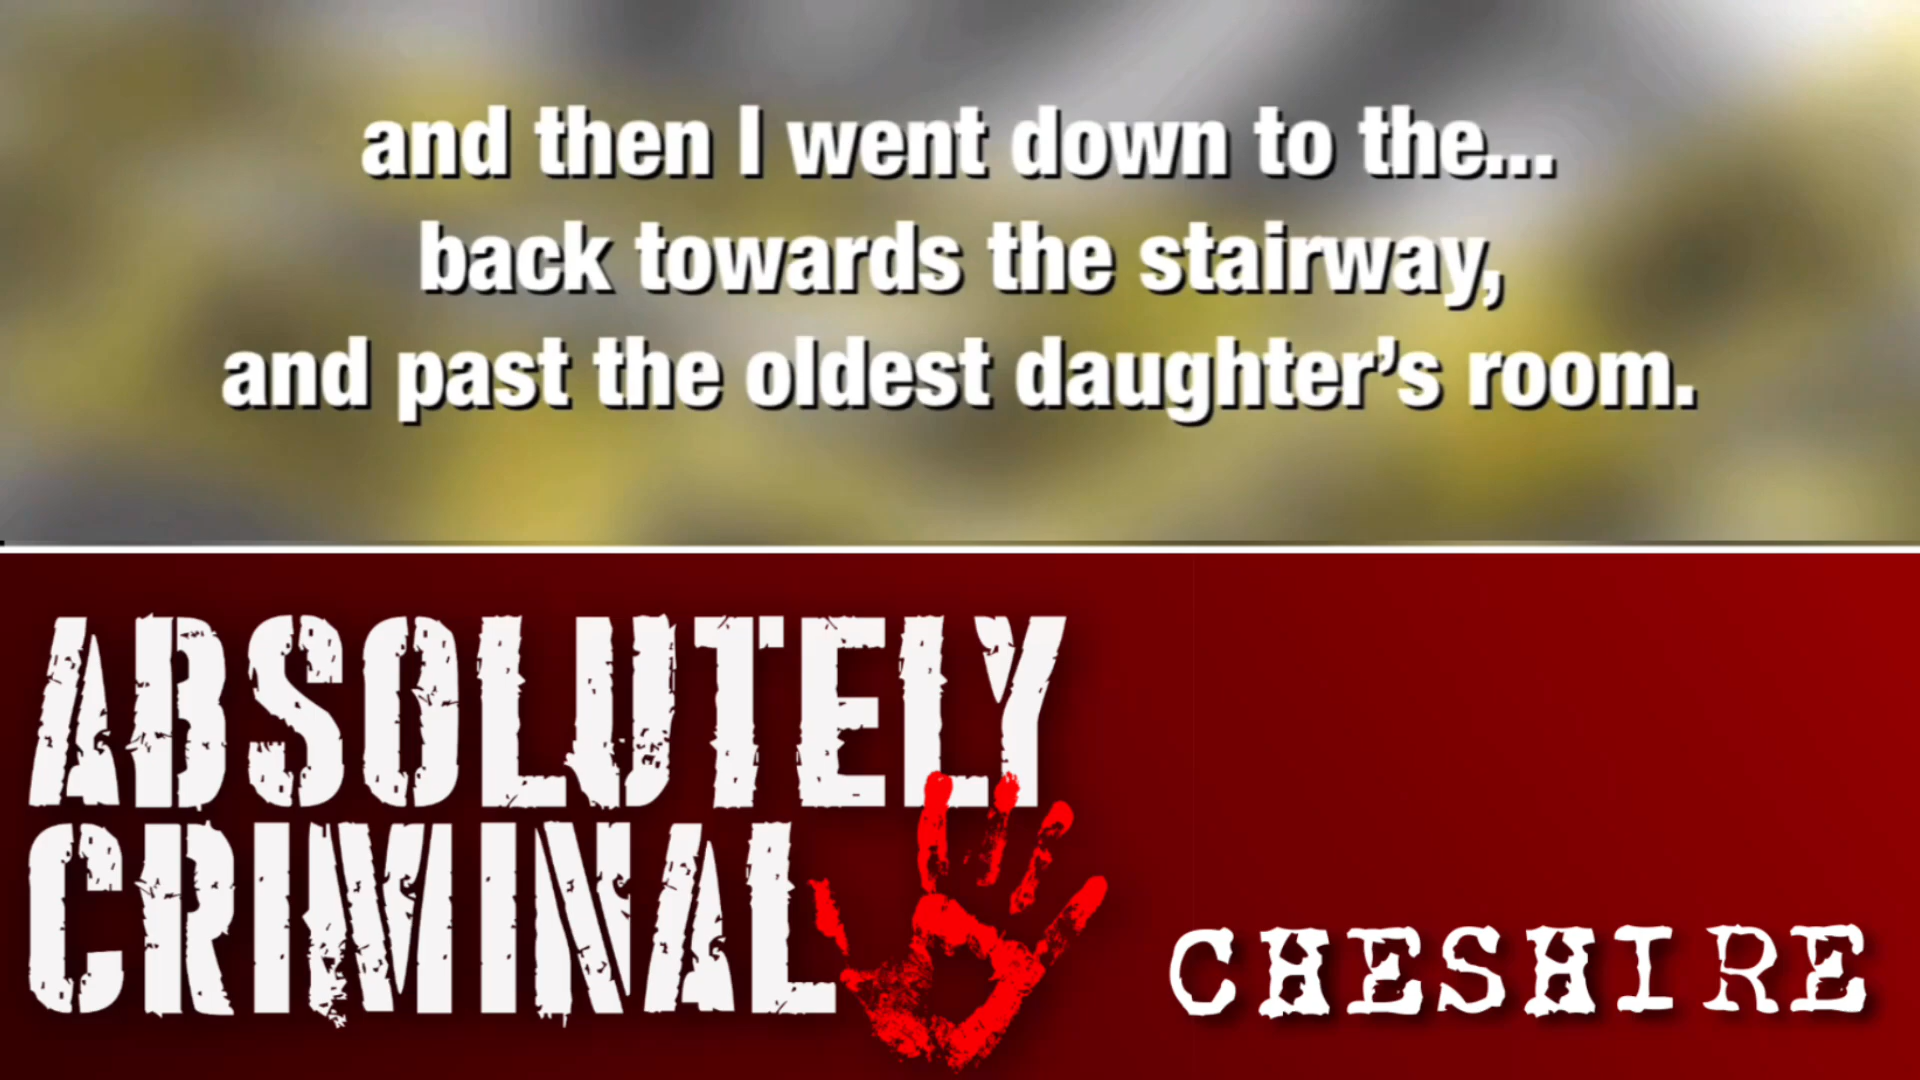 and then I went down to the...
back towards the stairway,
and past the oldest daughter’s room.
ABSOLUTELY
CRIMINAL
CHESHIRE